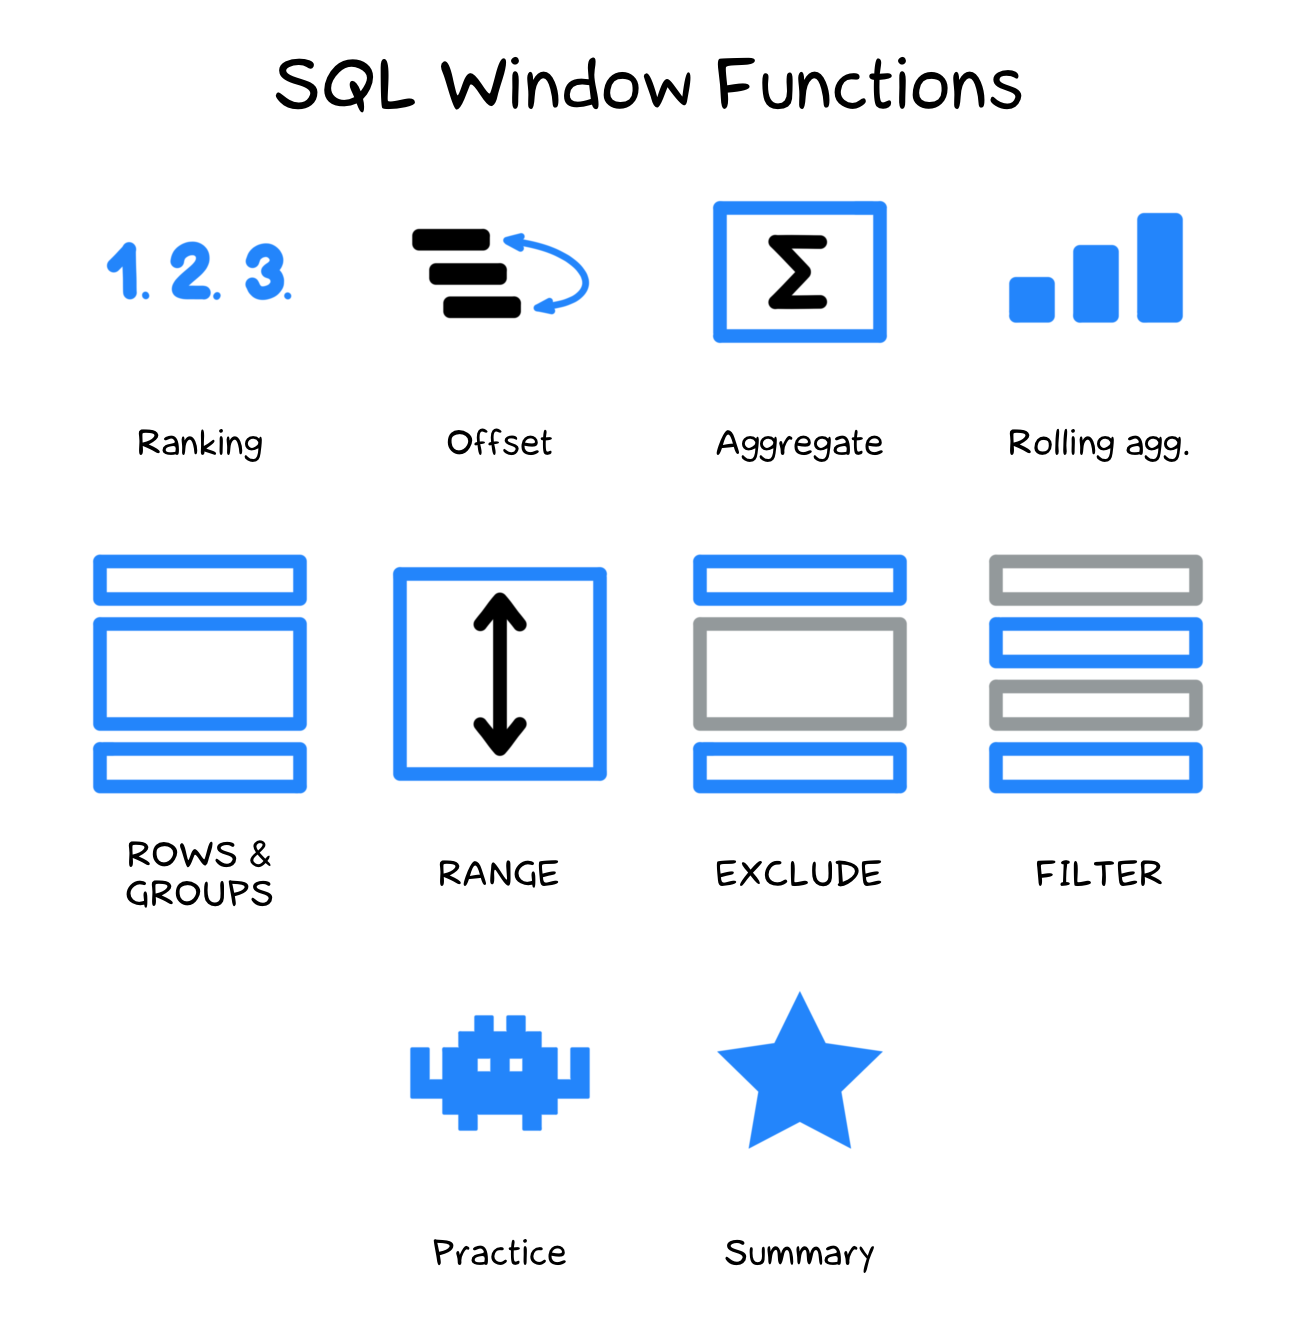 SQL Window Functions
1. 2. 3.
Σ
Ranking
Offset
Aggregate
Rolling agg.
ROWS &
GROUPS
RANGE
EXCLUDE
FILTER
Practice
Summary